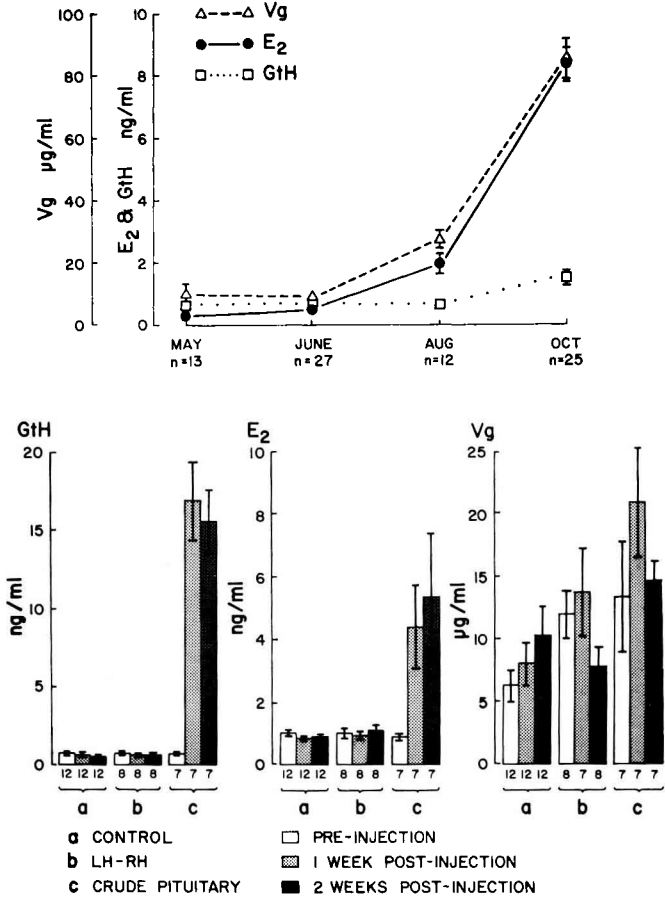 Vg
E2
GtH
Vg µg/ml
100
80
60
40
20
0
E2 & GtH ng/ml
10
8
6
4
2
0
MAY JUNE AUG OCT
n=13 n=27 n=12 n=25
GtH
ng/ml
20
15
10
5
0
12 12 12 8 8 8 7 7 7
a b c
E2
ng/ml
10
8
6
4
2
0
12 12 12 8 8 8 7 7 7
a b c
Vg
µg/ml
25
20
15
10
5
0
12 12 12 8 7 8 7 7 7
a b c
a CONTROL
b LH-RH
c CRUDE PITUITARY
PRE-INJECTION
1 WEEK POST-INJECTION
2 WEEKS POST-INJECTION